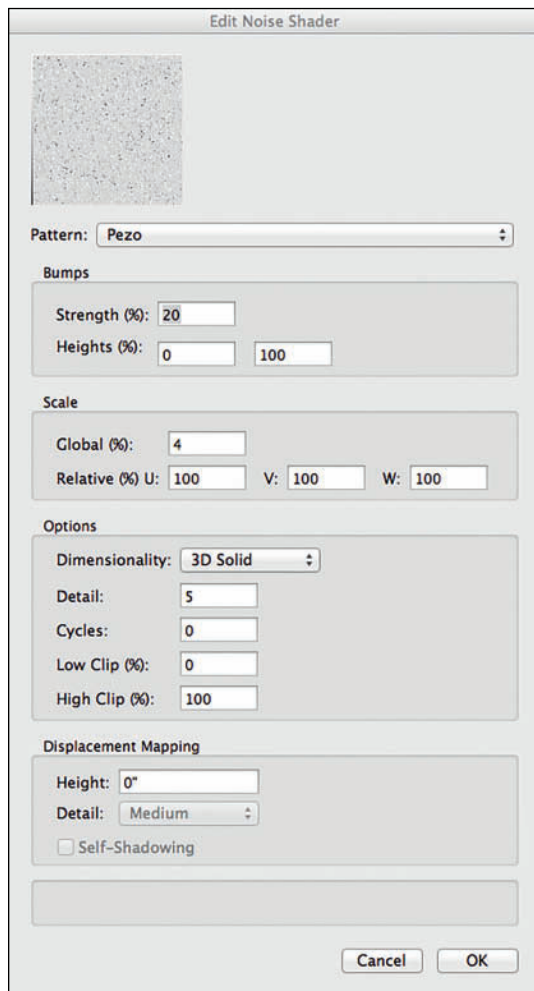 Edit Noise Shader
Pattern: Pezo
Bumps
Strength (%): 20
Heights (%): 0 100
Scale
Global (%): 4
Relative (%) U: 100 V: 100 W: 100
Options
Dimensionality: 3D Solid
Detail: 5
Cycles: 0
Low Clip (%): 0
High Clip (%): 100
Displacement Mapping
Height: 0"
Detail: Medium
Self-Shadowing
Cancel OK